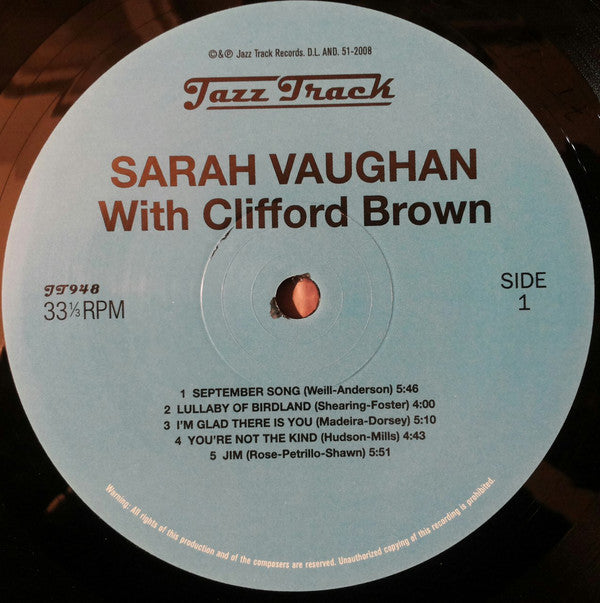 ©&℗ Jazz Track Records. D.L. AND. 51-2008
Jazz Track
SARAH VAUGHAN
With Clifford Brown
JT948
33⅓RPM
SIDE
1
1 SEPTEMBER SONG (Weill-Anderson) 5:46
2 LULLABY OF BIRDLAND (Shearing-Foster) 4:00
3 I'M GLAD THERE IS YOU (Madeira-Dorsey) 5:10
4 YOU'RE NOT THE KIND (Hudson-Mills) 4:43
5 JIM (Rose-Petrillo-Shawn) 5:51
Warning. All rights of this production and of the composers are reserved. Unauthorized copying of this recording is prohibited.